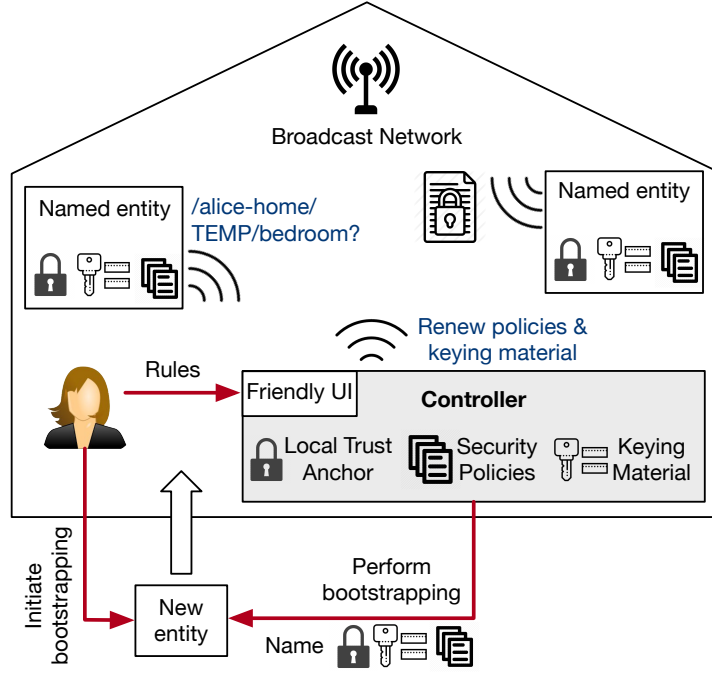 Broadcast Network
Named entity
/alice-home/
TEMP/bedroom?
Named entity
Renew policies &
keying material
Rules
Friendly UI
Controller
Local Trust
Anchor
Security
Policies
Keying
Material
Initiate
bootstrapping
New
entity
Perform
bootstrapping
Name